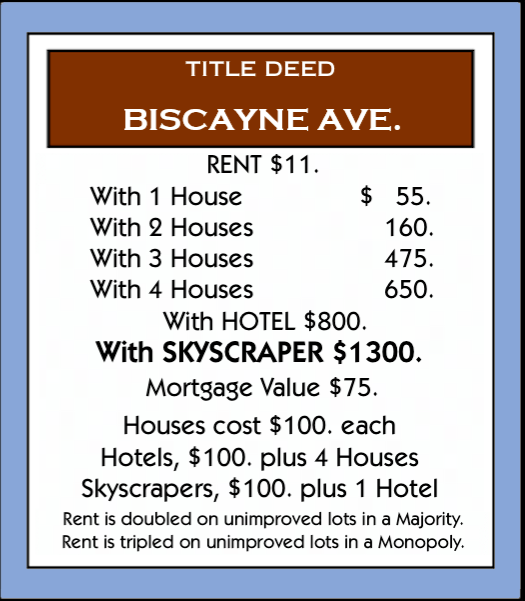 TITLE DEED
BISCAYNE AVE.
RENT $11.
With 1 House $ 55.
With 2 Houses 160.
With 3 Houses 475.
With 4 Houses 650.
With HOTEL $800.
With SKYSCRAPER $1300.
Mortgage Value $75.
Houses cost $100. each
Hotels, $100. plus 4 Houses
Skyscrapers, $100. plus 1 Hotel
Rent is doubled on unimproved lots in a Majority.
Rent is tripled on unimproved lots in a Monopoly.